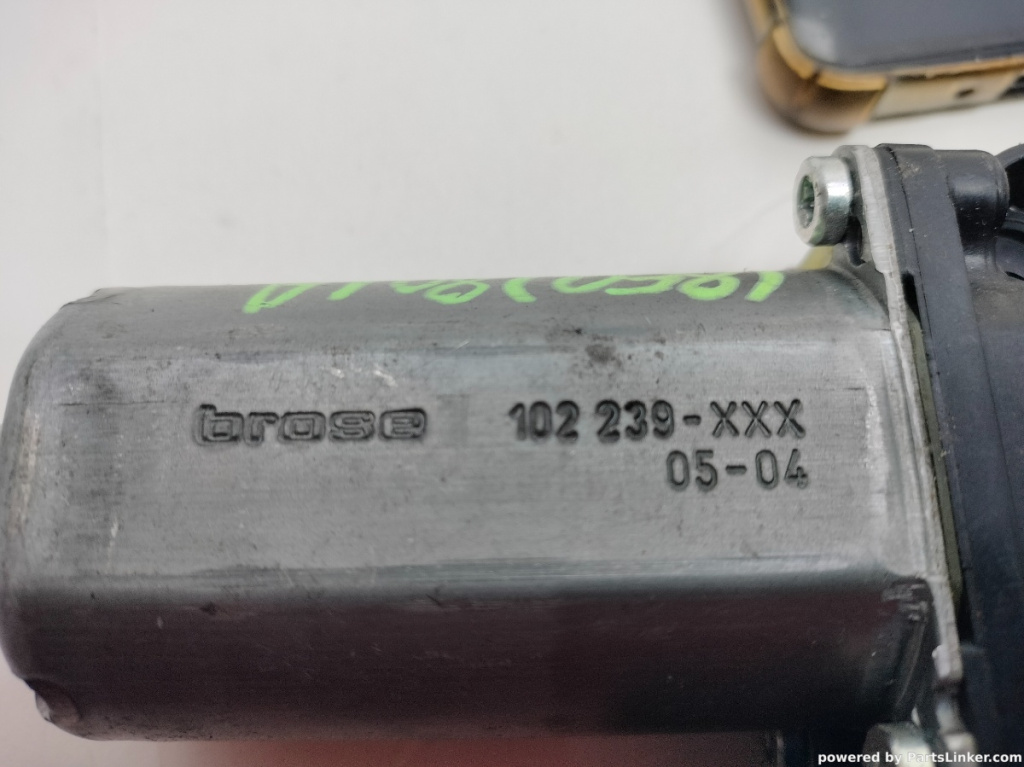 brose 102 239-XXX
05-04
powered by PartsLinker.com